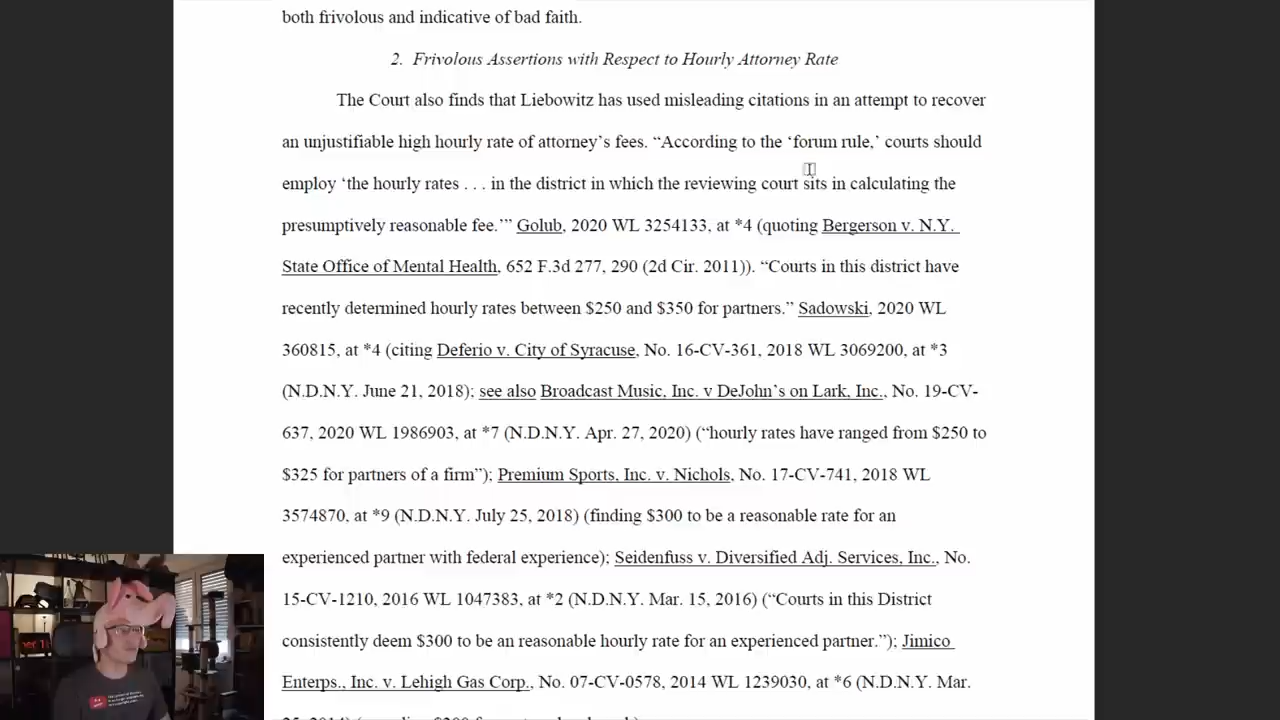 both frivolous and indicative of bad faith.
2. Frivolous Assertions with Respect to Hourly Attorney Rate
The Court also finds that Liebowitz has used misleading citations in an attempt to recover
an unjustifiable high hourly rate of attorney’s fees. “According to the ‘forum rule,’ courts should
employ ‘the hourly rates . . . in the district in which the reviewing court sits in calculating the
presumptively reasonable fee.’” Golub, 2020 WL 3254133, at *4 (quoting Bergerson v. N.Y.
State Office of Mental Health, 652 F.3d 277, 290 (2d Cir. 2011)). “Courts in this district have
recently determined hourly rates between $250 and $350 for partners.” Sadowski, 2020 WL
360815, at *4 (citing Deferio v. City of Syracuse, No. 16-CV-361, 2018 WL 3069200, at *3
(N.D.N.Y. June 21, 2018); see also Broadcast Music, Inc. v DeJohn’s on Lark, Inc., No. 19-CV-
637, 2020 WL 1986903, at *7 (N.D.N.Y. Apr. 27, 2020) (“hourly rates have ranged from $250 to
$325 for partners of a firm”); Premium Sports, Inc. v. Nichols, No. 17-CV-741, 2018 WL
3574870, at *9 (N.D.N.Y. July 25, 2018) (finding $300 to be a reasonable rate for an
experienced partner with federal experience); Seidenfuss v. Diversified Adj. Services, Inc., No.
15-CV-1210, 2016 WL 1047383, at *2 (N.D.N.Y. Mar. 15, 2016) (“Courts in this District
consistently deem $300 to be an reasonable hourly rate for an experienced partner.”); Jimico
Enterps., Inc. v. Lehigh Gas Corp., No. 07-CV-0578, 2014 WL 1239030, at *6 (N.D.N.Y. Mar.